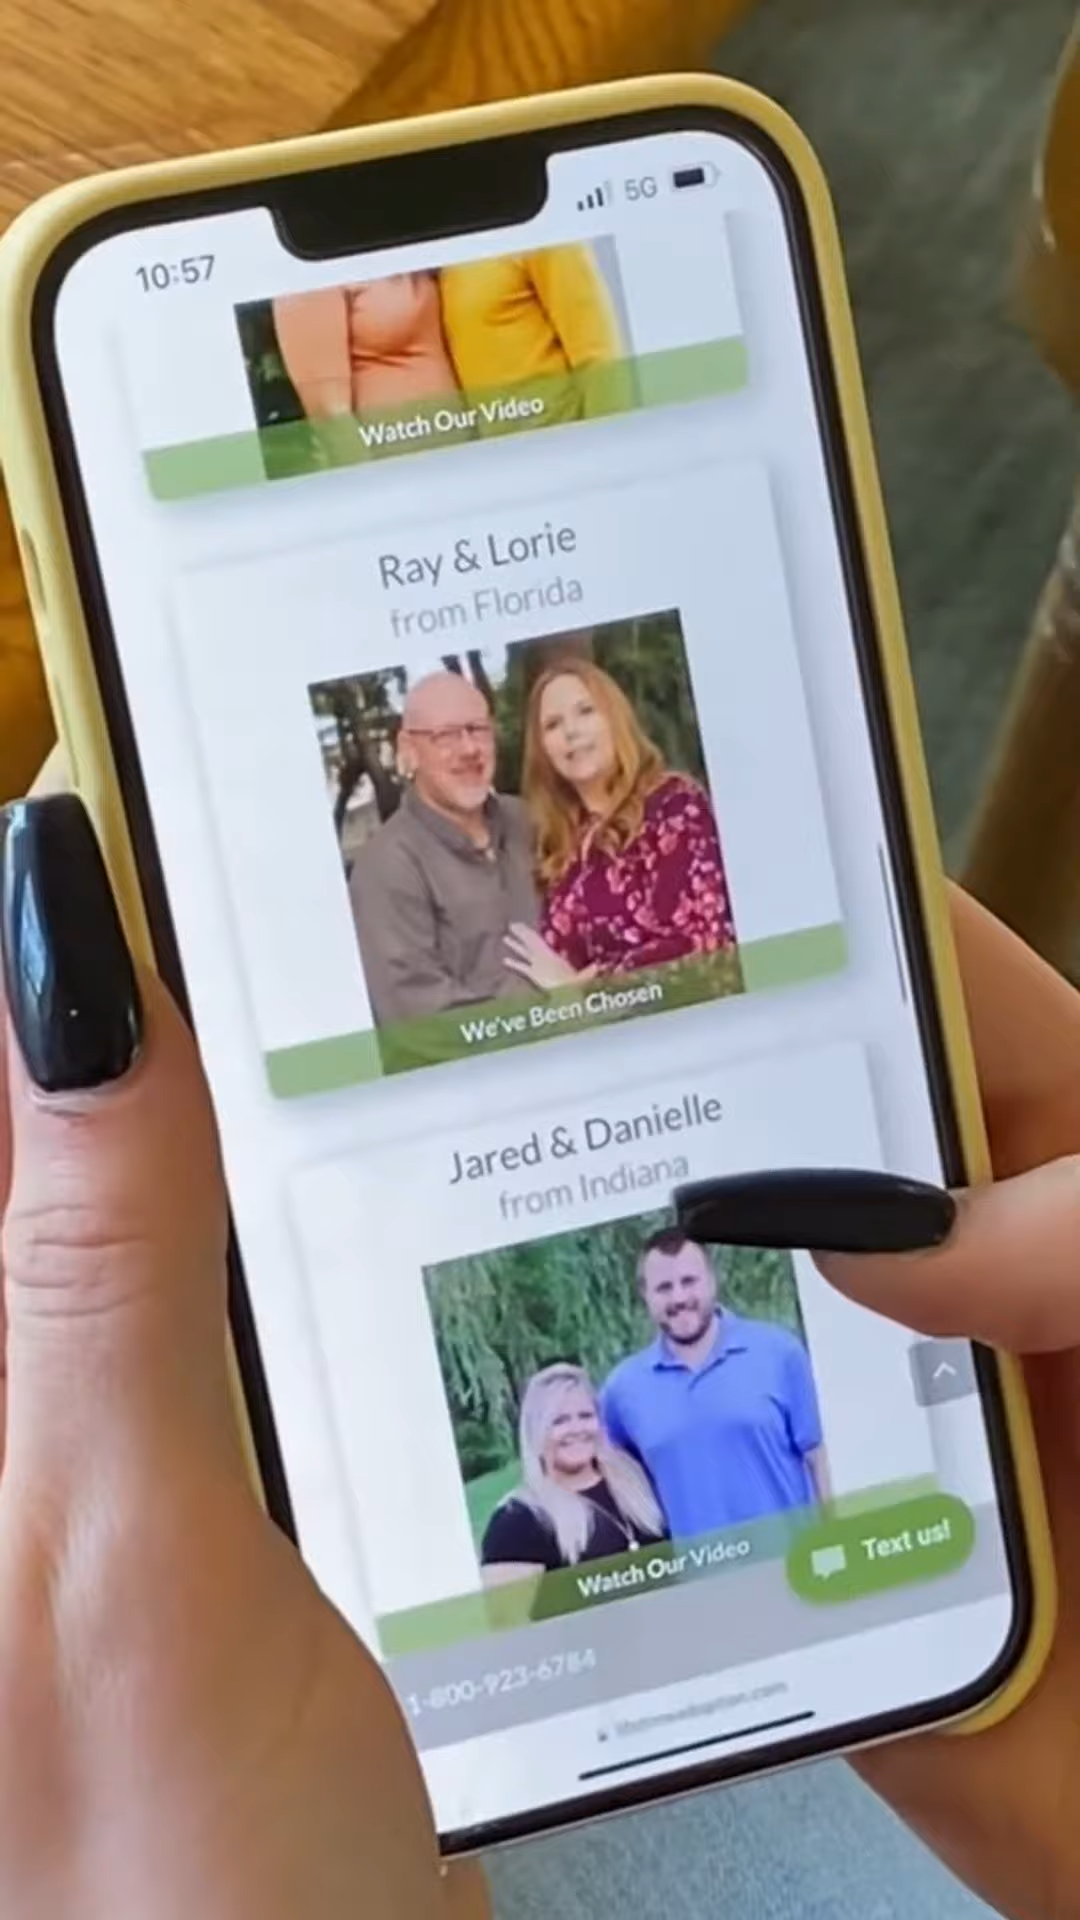 10:57
5G
Watch Our Video
Ray & Lorie
from Florida
We've Been Chosen
Jared & Danielle
from Indiana
Watch Our Video
Text us!
1-800-923-6784